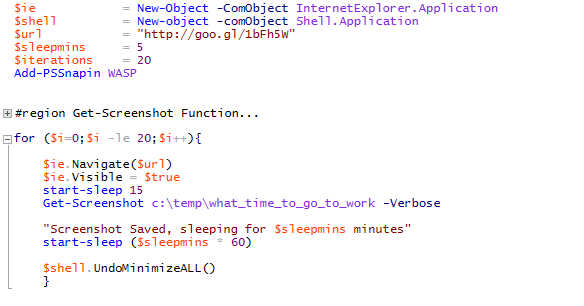 $ie = New-Object -ComObject InternetExplorer.Application
$shell = New-Object -comObject Shell.Application
$url = "http://goo.gl/1bFh5W"
$sleepmins = 5
$iterations = 20
Add-PSSnapin WASP
#region Get-Screenshot Function...
for ($i=0;$i -le 20;$i++){
$ie.Navigate($url)
$ie.Visible = $true
start-sleep 15
Get-Screenshot c:\temp\what_time_to_go_to_work -Verbose
"Screenshot Saved, sleeping for $sleepmins minutes"
start-sleep ($sleepmins * 60)
$shell.UndoMinimizeALL()
}